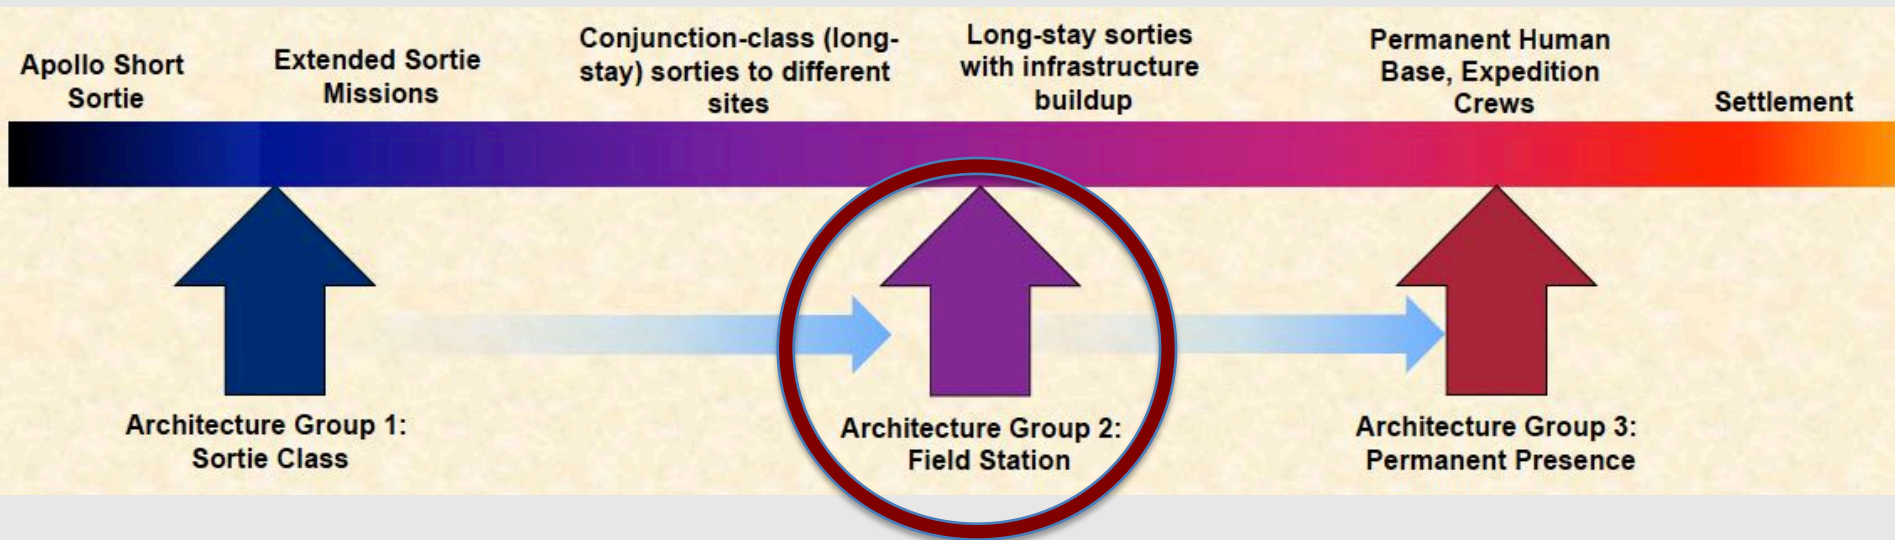 Apollo Short
Sortie
Extended Sortie
Missions
Conjunction-class (long-
stay) sorties to different
sites
Long-stay sorties
with infrastructure
buildup
Permanent Human
Base, Expedition
Crews
Settlement
Architecture Group 1:
Sortie Class
Architecture Group 2:
Field Station
Architecture Group 3:
Permanent Presence